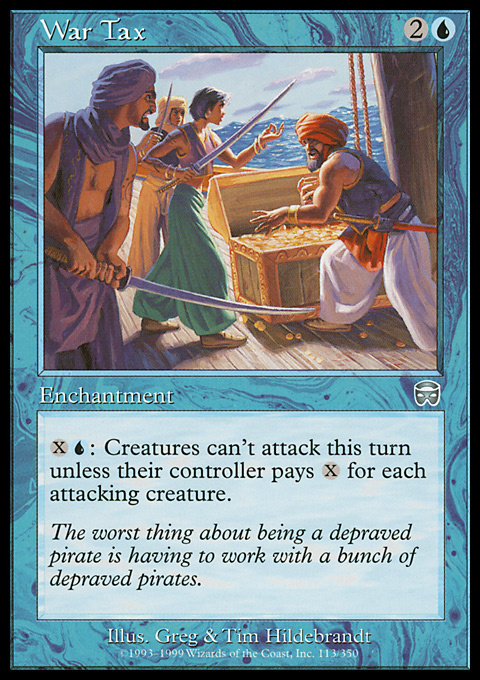 War Tax 2
Enchantment
X : Creatures can't attack this turn
unless their controller pays X for each
attacking creature.
The worst thing about being a depraved
pirate is having to work with a bunch of
depraved pirates.
Illus. Greg & Tim Hildebrandt
©1993–1999 Wizards of the Coast, Inc. 113/350